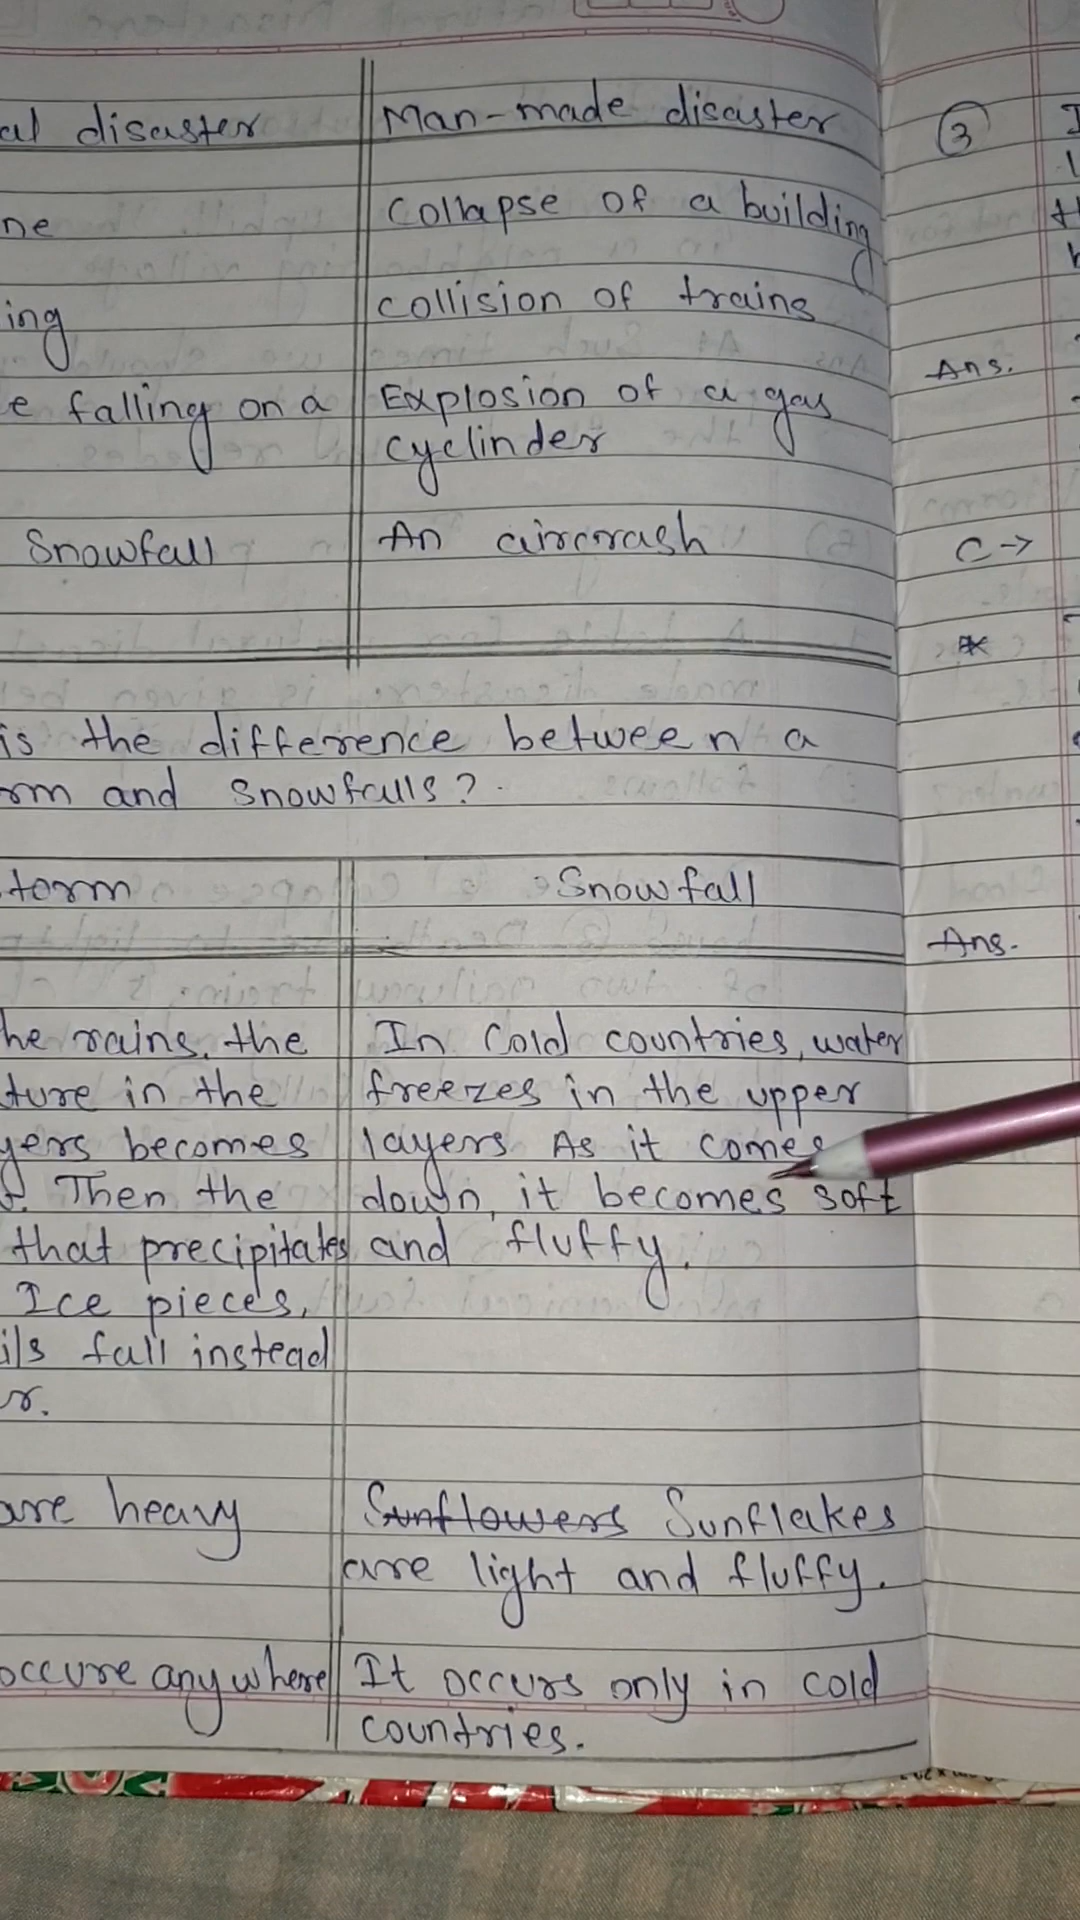 al disaster Man-made disaster
ne Collapse of a building
ing collision of trains
e falling on a Explosion of a gas
cyclinder
Snowfall An aircrash
is the difference between a
orm and snowfalls?
torm Snowfall
he rains, the In Cold countries, water
ture in the freezes in the upper
yers becomes layers As it comes
Then the down, it becomes soft
that precipitates and fluffy.
Ice pieces,
ils fall instead
r.
are heavy Sunflowers Sunflakes
are light and fluffy.
occure anywhere It occurs only in cold
countries.
3
Ans.
C →
*
Ans.